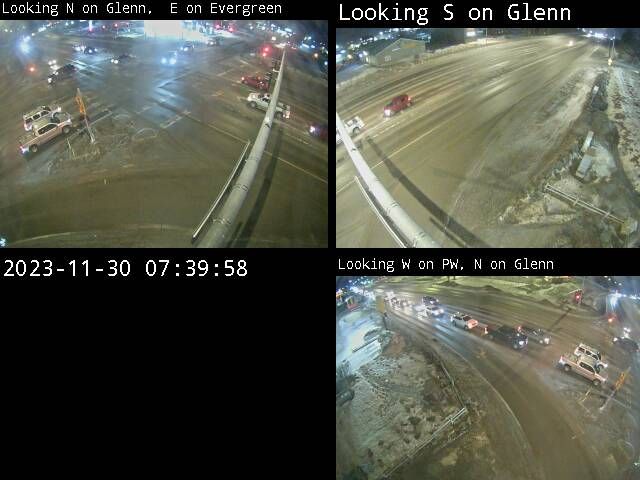 Looking N on Glenn,  E on Evergreen
Looking S on Glenn
2023-11-30 07:39:58
Looking W on PW, N on Glenn